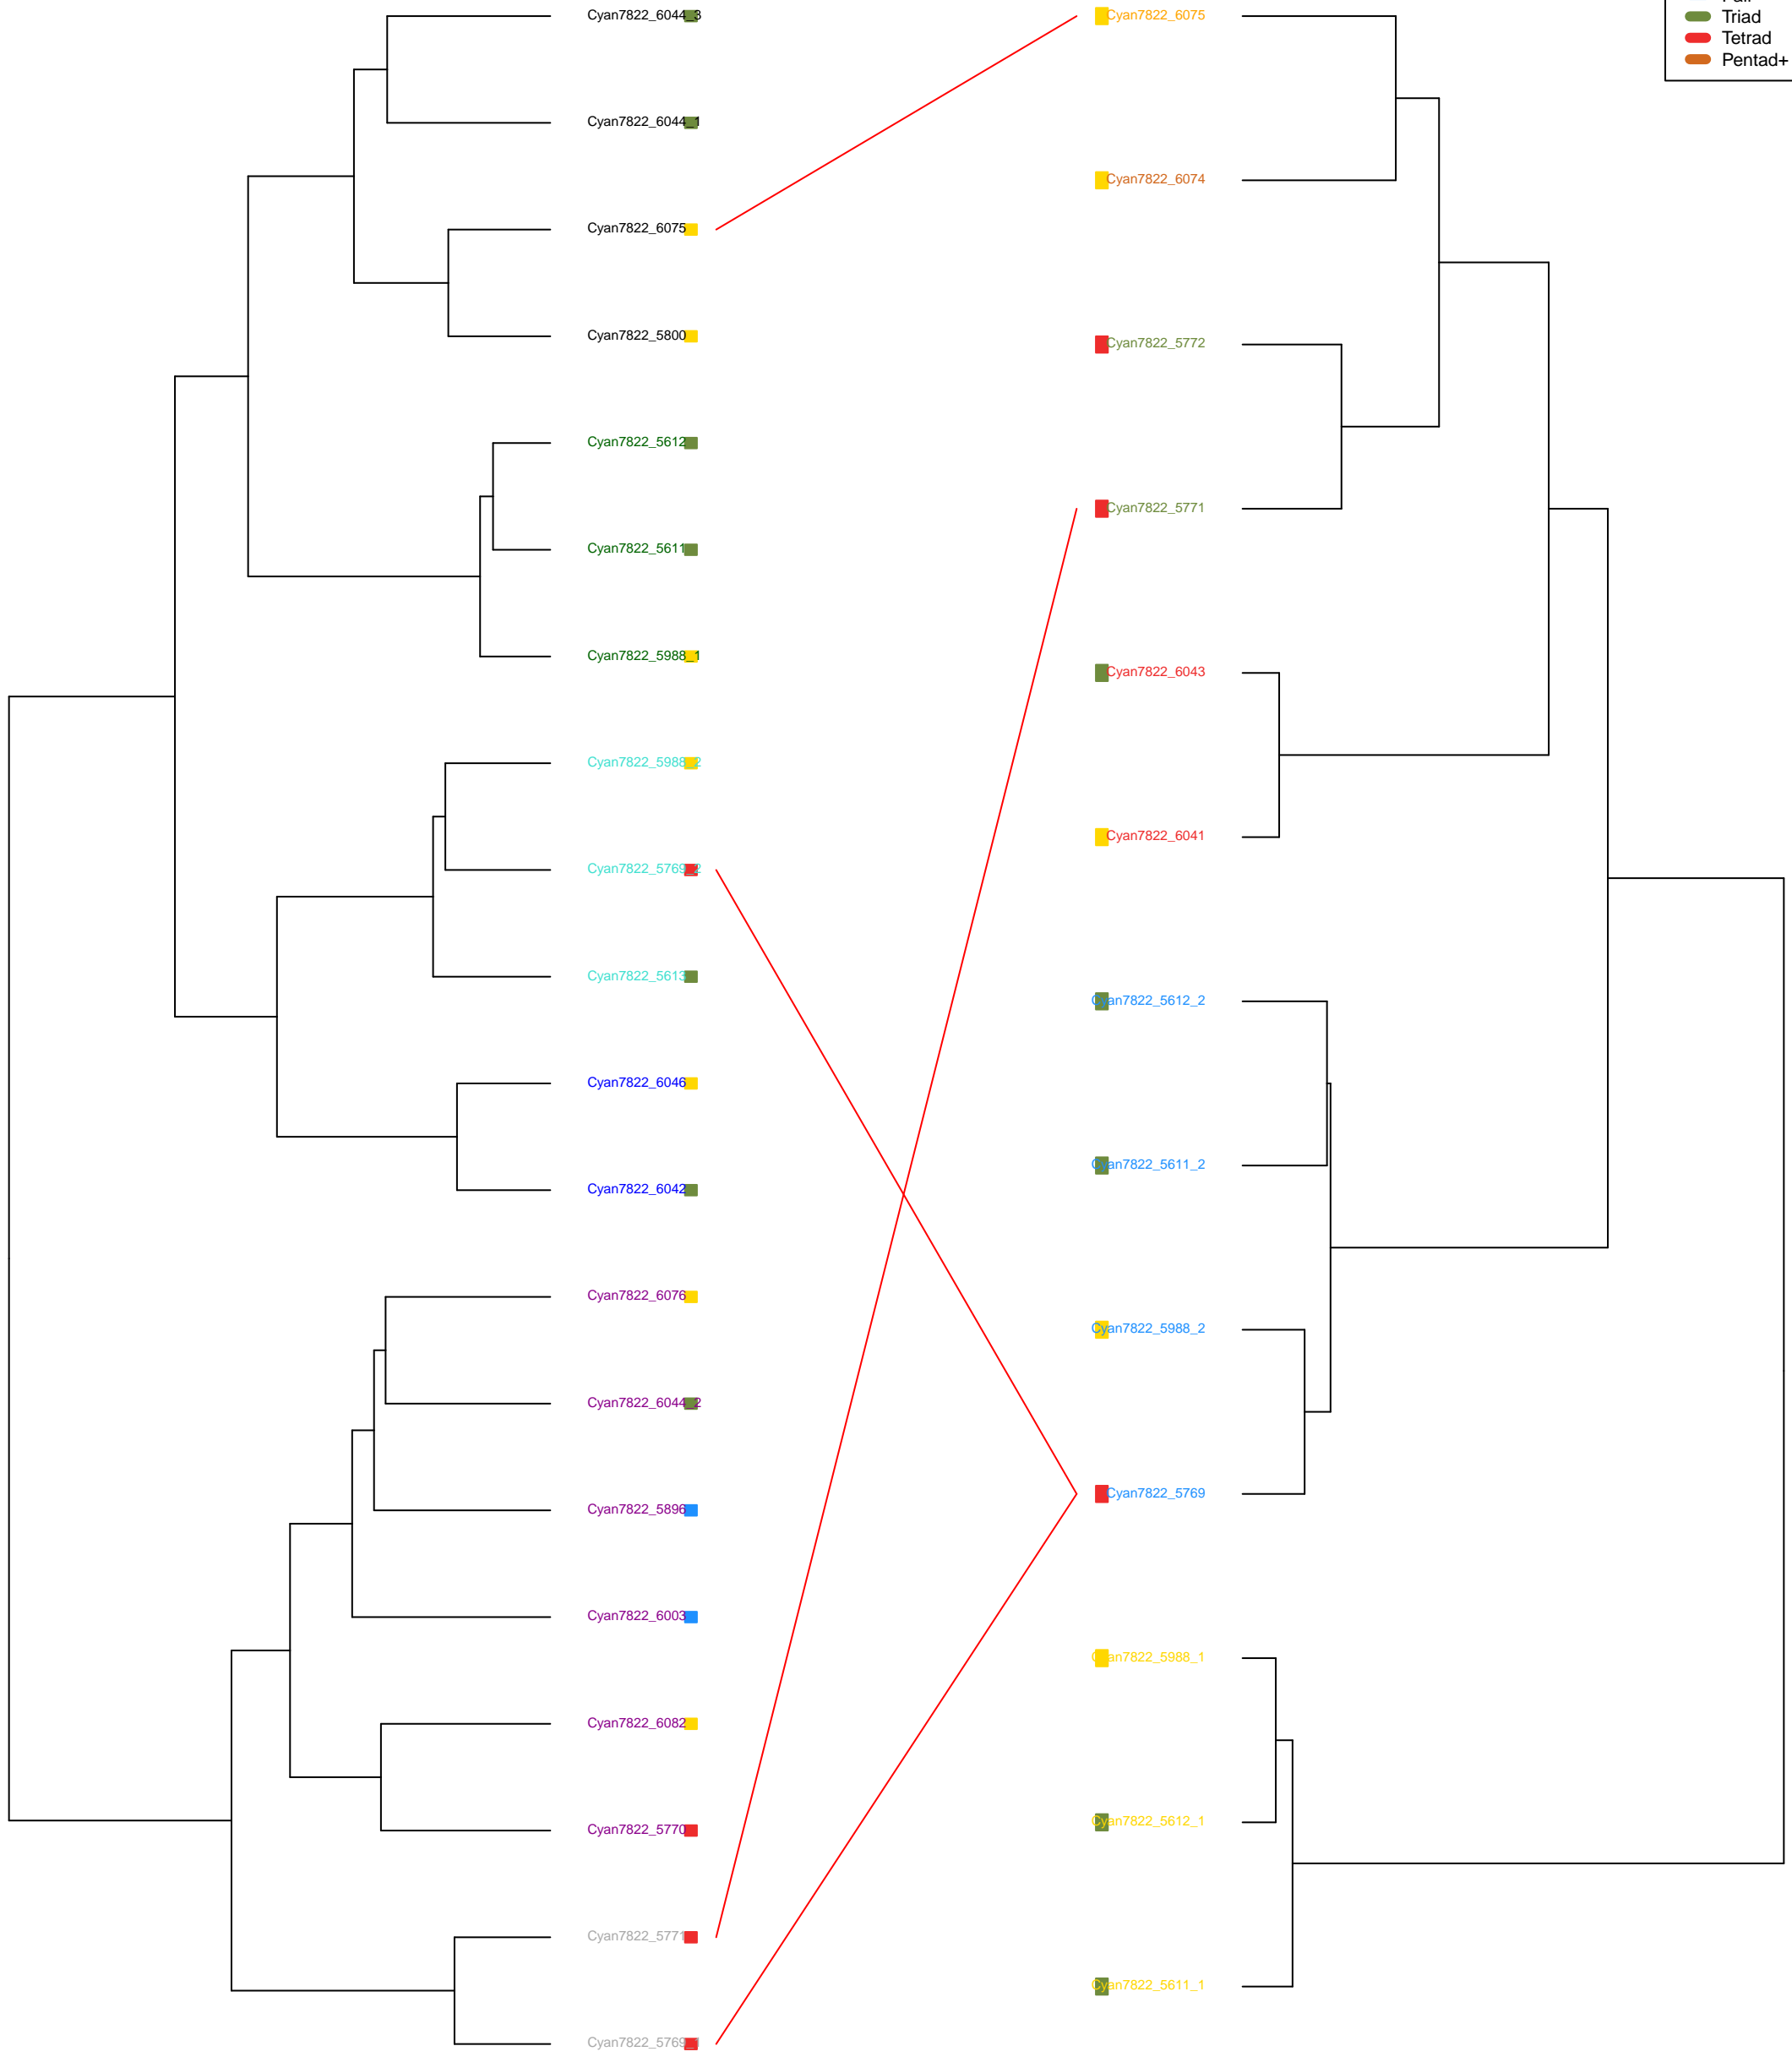 Triad
Tetrad
Pentad+
Cyan7822_6044_3
Cyan7822_6044_1
Cyan7822_6075
Cyan7822_5800
Cyan7822_5612
Cyan7822_5611
Cyan7822_5988_1
Cyan7822_5988_2
Cyan7822_5769_2
Cyan7822_5613
Cyan7822_6046
Cyan7822_6042
Cyan7822_6076
Cyan7822_6044_2
Cyan7822_5896
Cyan7822_6003
Cyan7822_6082
Cyan7822_5770
Cyan7822_5771
Cyan7822_5769_1
Cyan7822_6075
Cyan7822_6074
Cyan7822_5772
Cyan7822_5771
Cyan7822_6043
Cyan7822_6041
Cyan7822_5612_2
Cyan7822_5611_2
Cyan7822_5988_2
Cyan7822_5769
Cyan7822_5988_1
Cyan7822_5612_1
Cyan7822_5611_1